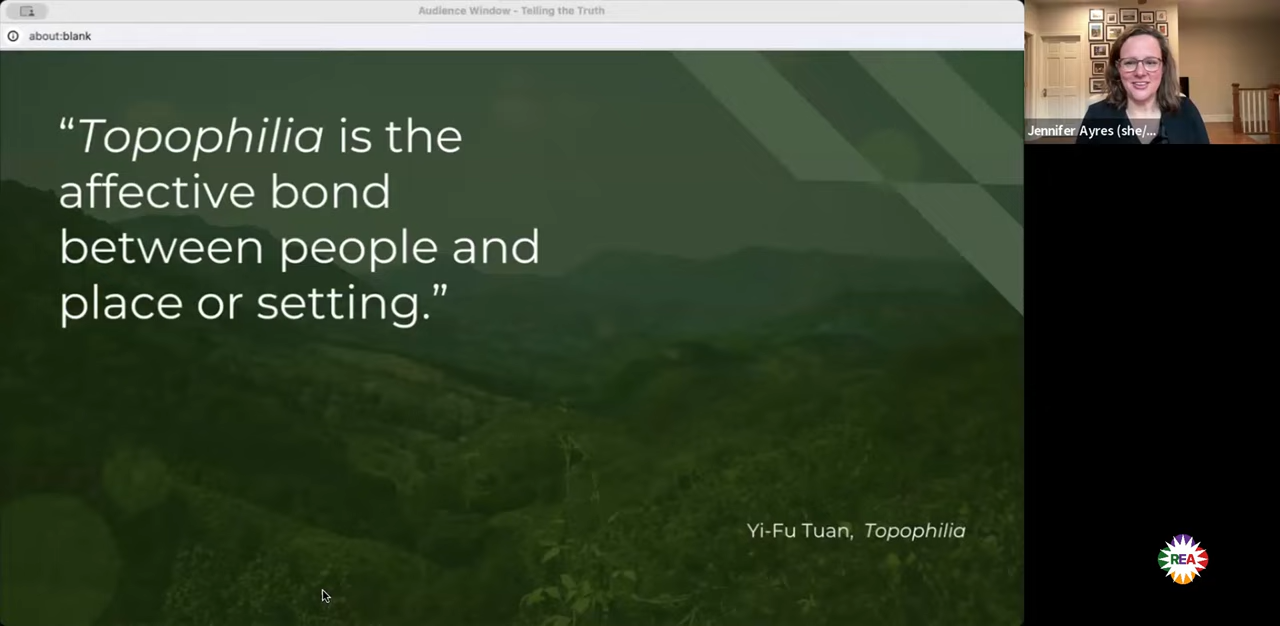 Audience Window - Telling the Truth
about:blank
“Topophilia is the
affective bond
between people and
place or setting.”
Yi-Fu Tuan, Topophilia
Jennifer Ayres (she/...
REA